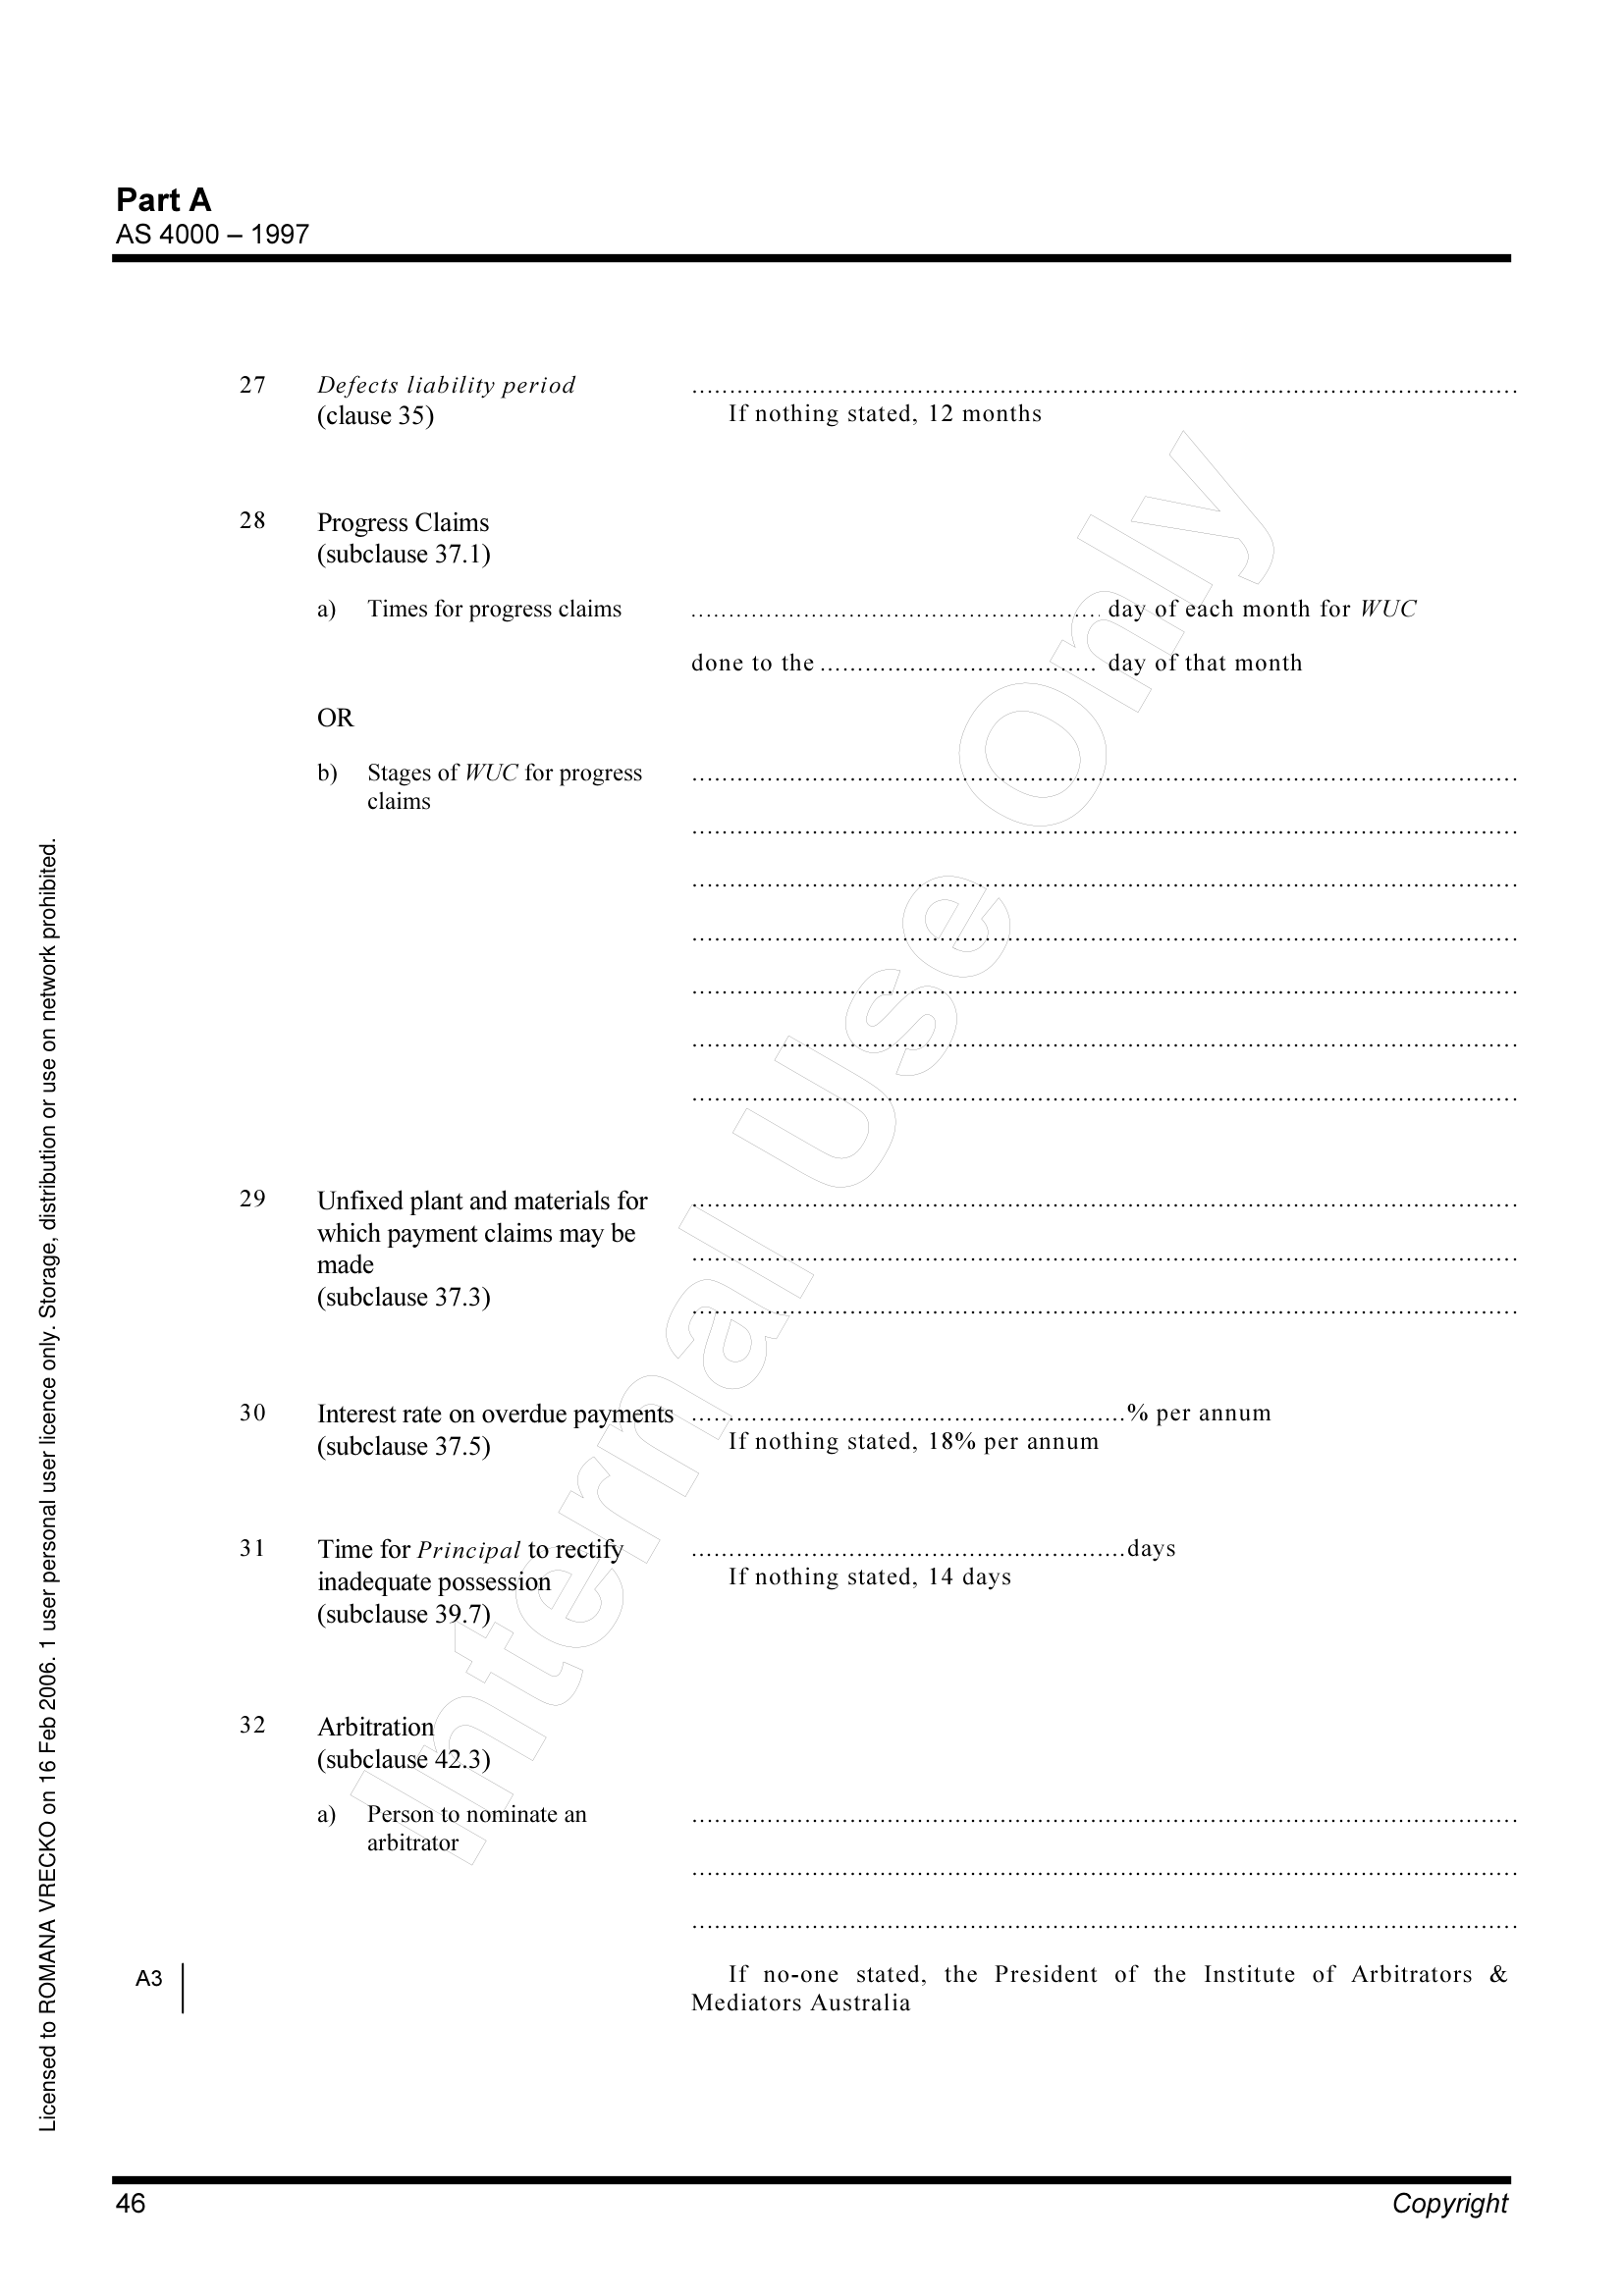 Part A
AS 4000 – 1997
27 Defects liability period ..............................................................................................................
(clause 35) If nothing stated, 12 months
28 Progress Claims
(subclause 37.1)
a) Times for progress claims ....................................................... day of each month for WUC
done to the ..................................... day of that month
OR
b) Stages of WUC for progress ..............................................................................................................
claims
..............................................................................................................
..............................................................................................................
..............................................................................................................
..............................................................................................................
..............................................................................................................
..............................................................................................................
29 Unfixed plant and materials for ..............................................................................................................
which payment claims may be
made ..............................................................................................................
(subclause 37.3) ..............................................................................................................
30 Interest rate on overdue payments ..........................................................% per annum
(subclause 37.5) If nothing stated, 18% per annum
31 Time for Principal to rectify ..........................................................days
inadequate possession If nothing stated, 14 days
(subclause 39.7)
32 Arbitration
(subclause 42.3)
a) Person to nominate an ..............................................................................................................
arbitrator
..............................................................................................................
..............................................................................................................
A3 If no-one stated, the President of the Institute of Arbitrators &
Mediators Australia
46 Copyright
Licensed to ROMANA VRECKO on 16 Feb 2006. 1 user personal user licence only. Storage, distribution or use on network prohibited.
Internal Use Only